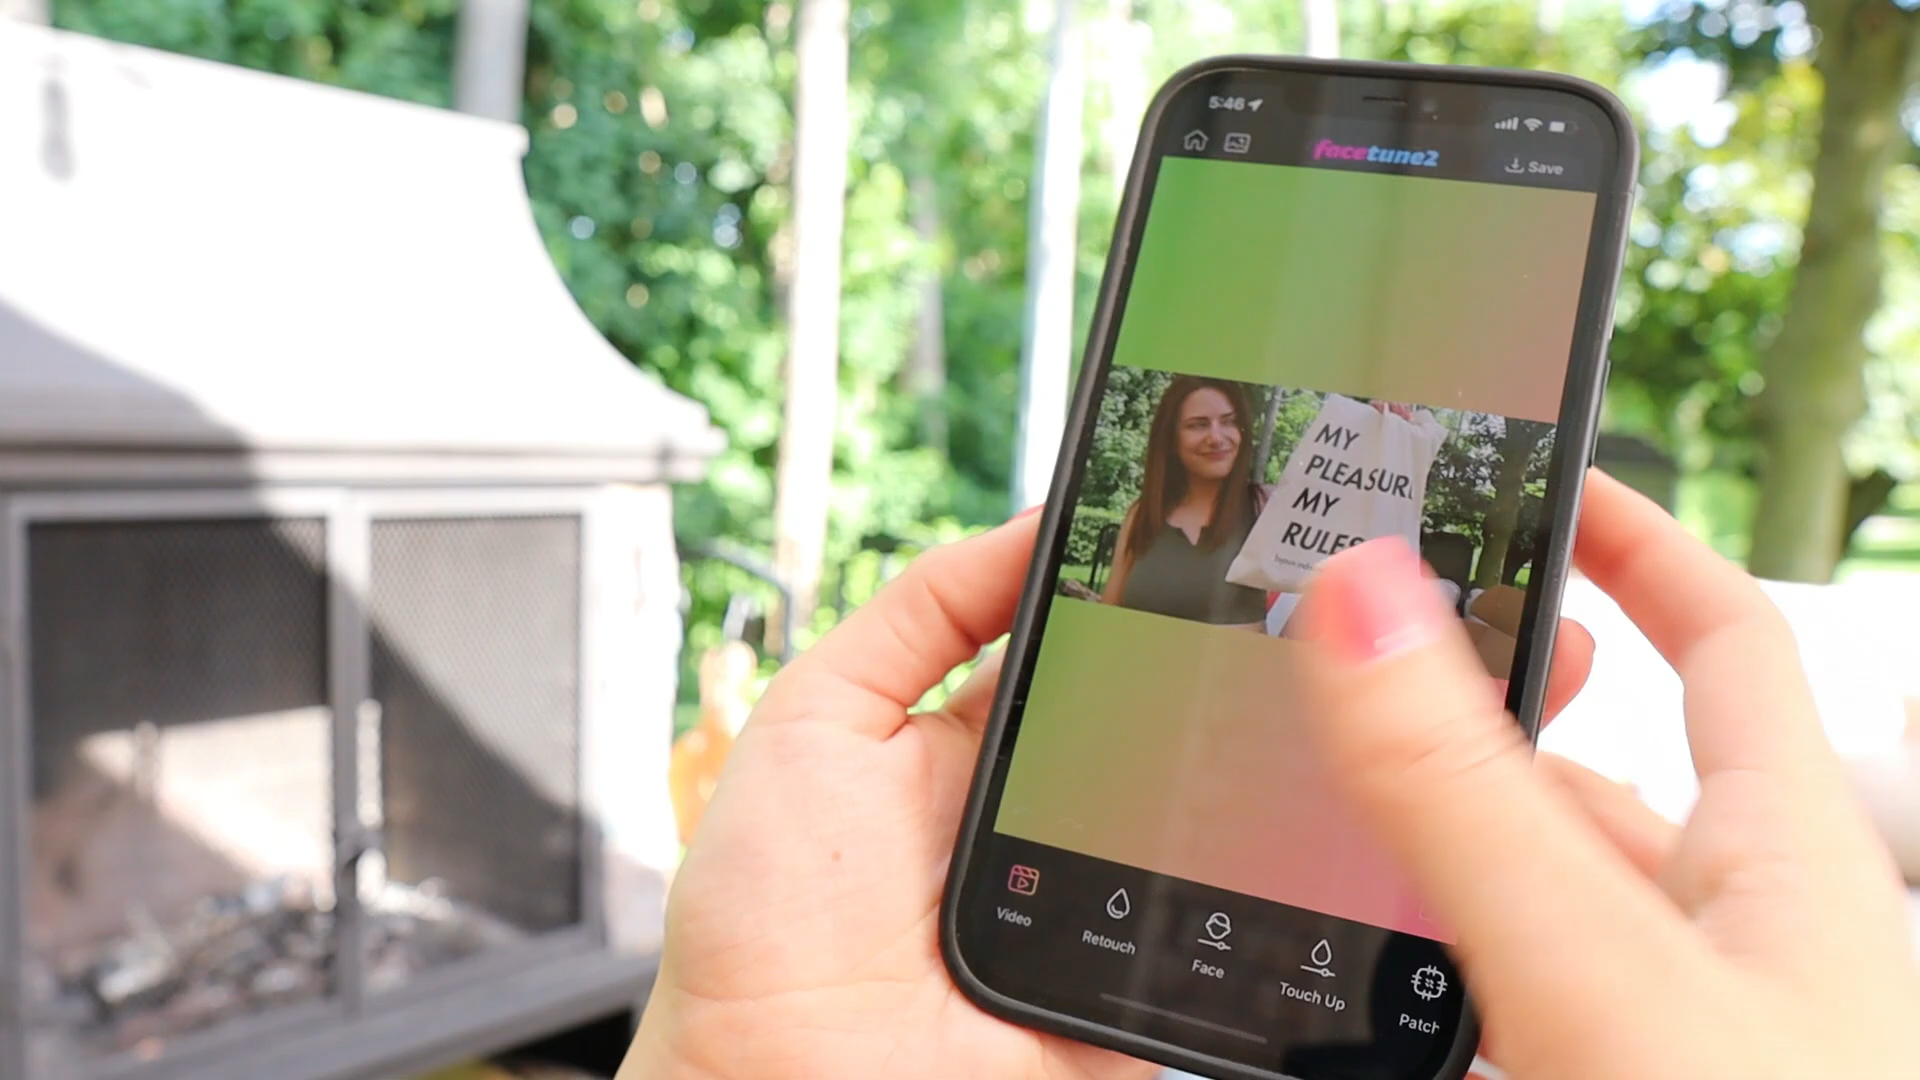 5:46
facetune2
Save
MY
PLEASURE
MY
RULES
Video
Retouch
Face
Touch Up
Patch